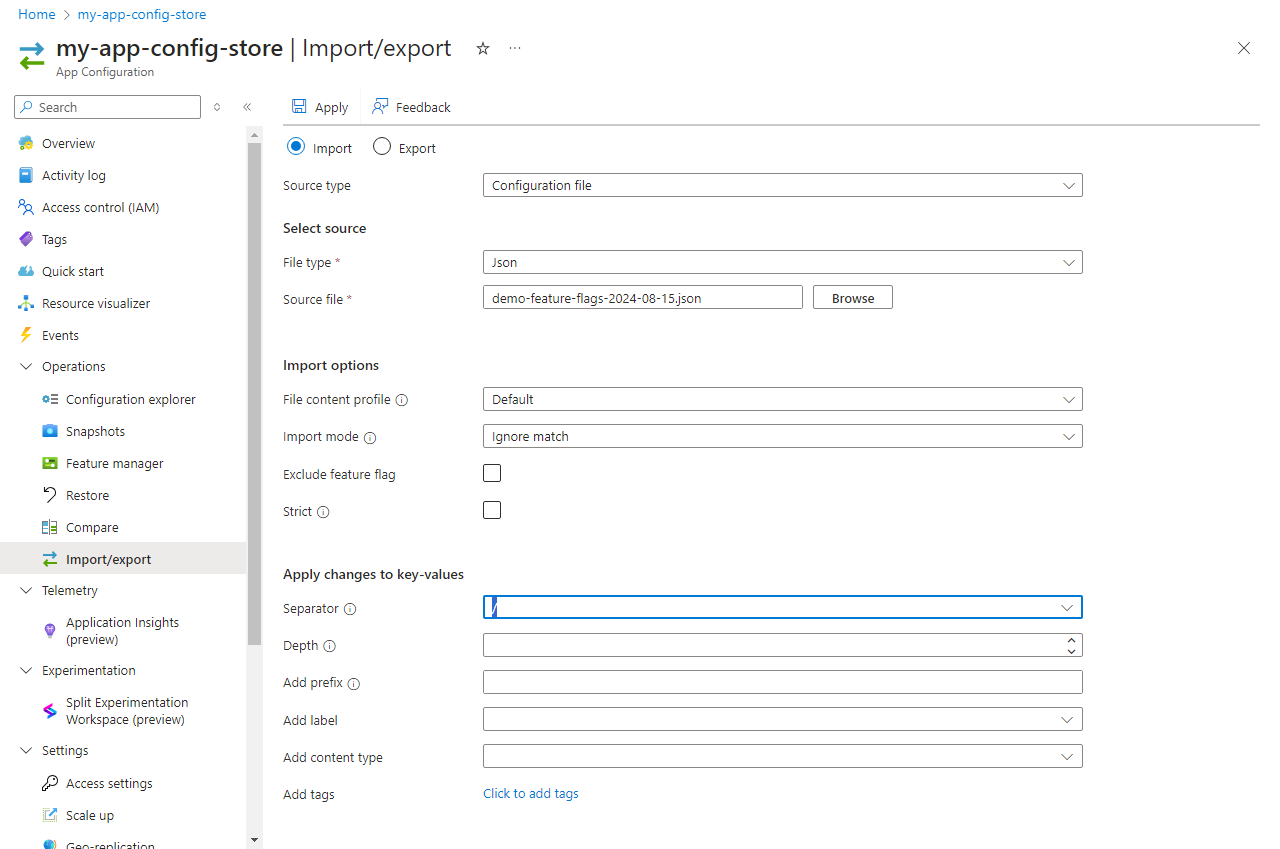 Home > my-app-config-store
my-app-config-store | Import/export
App Configuration
Search
Overview
Activity log
Access control (IAM)
Tags
Quick start
Resource visualizer
Events
Operations
Configuration explorer
Snapshots
Feature manager
Restore
Compare
Import/export
Telemetry
Application Insights
(preview)
Experimentation
Split Experimentation
Workspace (preview)
Settings
Access settings
Scale up
Geo-replication
Apply Feedback
Import Export
Source type Configuration file
Select source
File type * Json
Source file * demo-feature-flags-2024-08-15.json Browse
Import options
File content profile Default
Import mode Ignore match
Exclude feature flag
Strict
Apply changes to key-values
Separator /
Depth
Add prefix
Add label
Add content type
Add tags Click to add tags